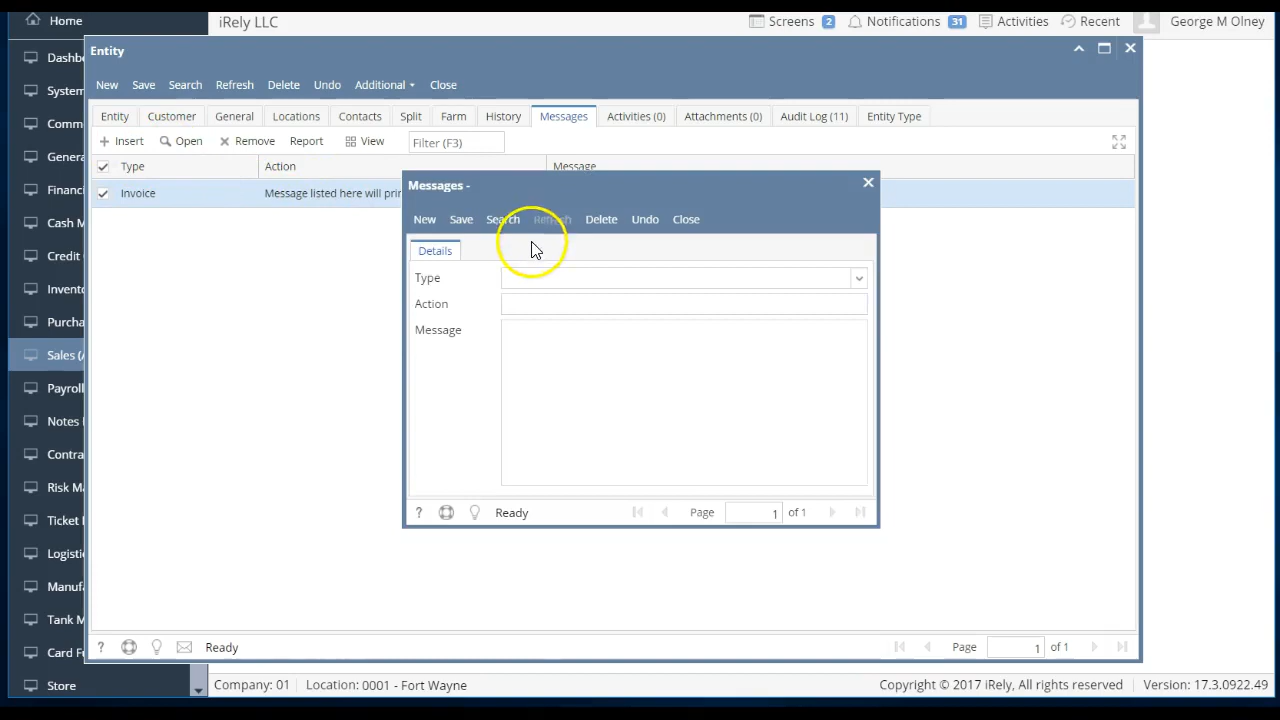 Home
iRely LLC
Screens 2
Notifications 31
Activities
Recent
George M Olney
Entity
New Save Search Refresh Delete Undo Additional Close
Entity Customer General Locations Contacts Split Farm History Messages Activities (0) Attachments (0) Audit Log (11) Entity Type
Insert Open Remove Report View Filter (F3)
Type Action Message
Invoice Message listed here will pri
Messages -
New Save Search Refresh Delete Undo Close
Details
Type
Action
Message
? Ready Page 1 of 1
Dashb
System
Comm
Genera
Financi
Cash M
Credit
Invento
Purcha
Sales (A
Payroll
Notes
Contra
Risk Ma
Ticket
Logistic
Manufa
Tank M
Card F
Store
? Ready Page 1 of 1
Company: 01 Location: 0001 - Fort Wayne
Copyright © 2017 iRely, All rights reserved Version: 17.3.0922.49